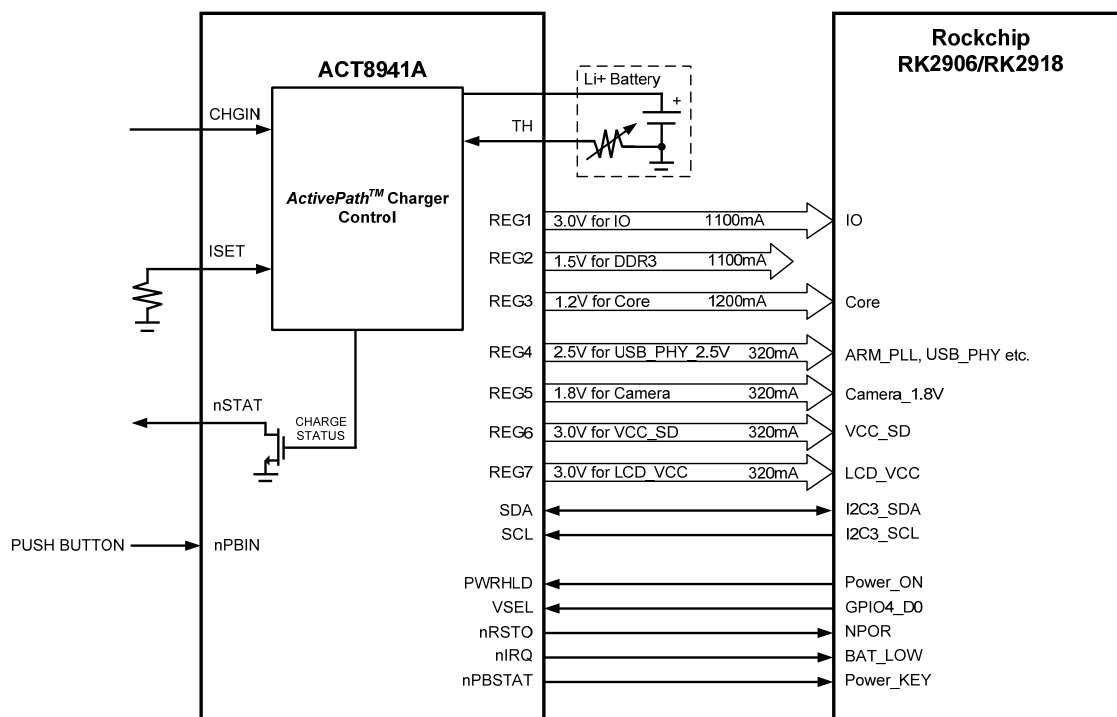 Rockchip
RK2906/RK2918
ACT8941A
Li+ Battery
+
CHGIN
TH
ActivePath™ Charger
Control
ISET
REG1 3.0V for IO 1100mA IO
REG2 1.5V for DDR3 1100mA
REG3 1.2V for Core 1200mA Core
REG4 2.5V for USB_PHY_2.5V 320mA ARM_PLL, USB_PHY etc.
REG5 1.8V for Camera 320mA Camera_1.8V
nSTAT
CHARGE
STATUS
REG6 3.0V for VCC_SD 320mA VCC_SD
REG7 3.0V for LCD_VCC 320mA LCD_VCC
SDA I2C3_SDA
SCL I2C3_SCL
PUSH BUTTON nPBIN
PWRHLD Power_ON
VSEL GPIO4_D0
nRSTO NPOR
nIRQ BAT_LOW
nPBSTAT Power_KEY